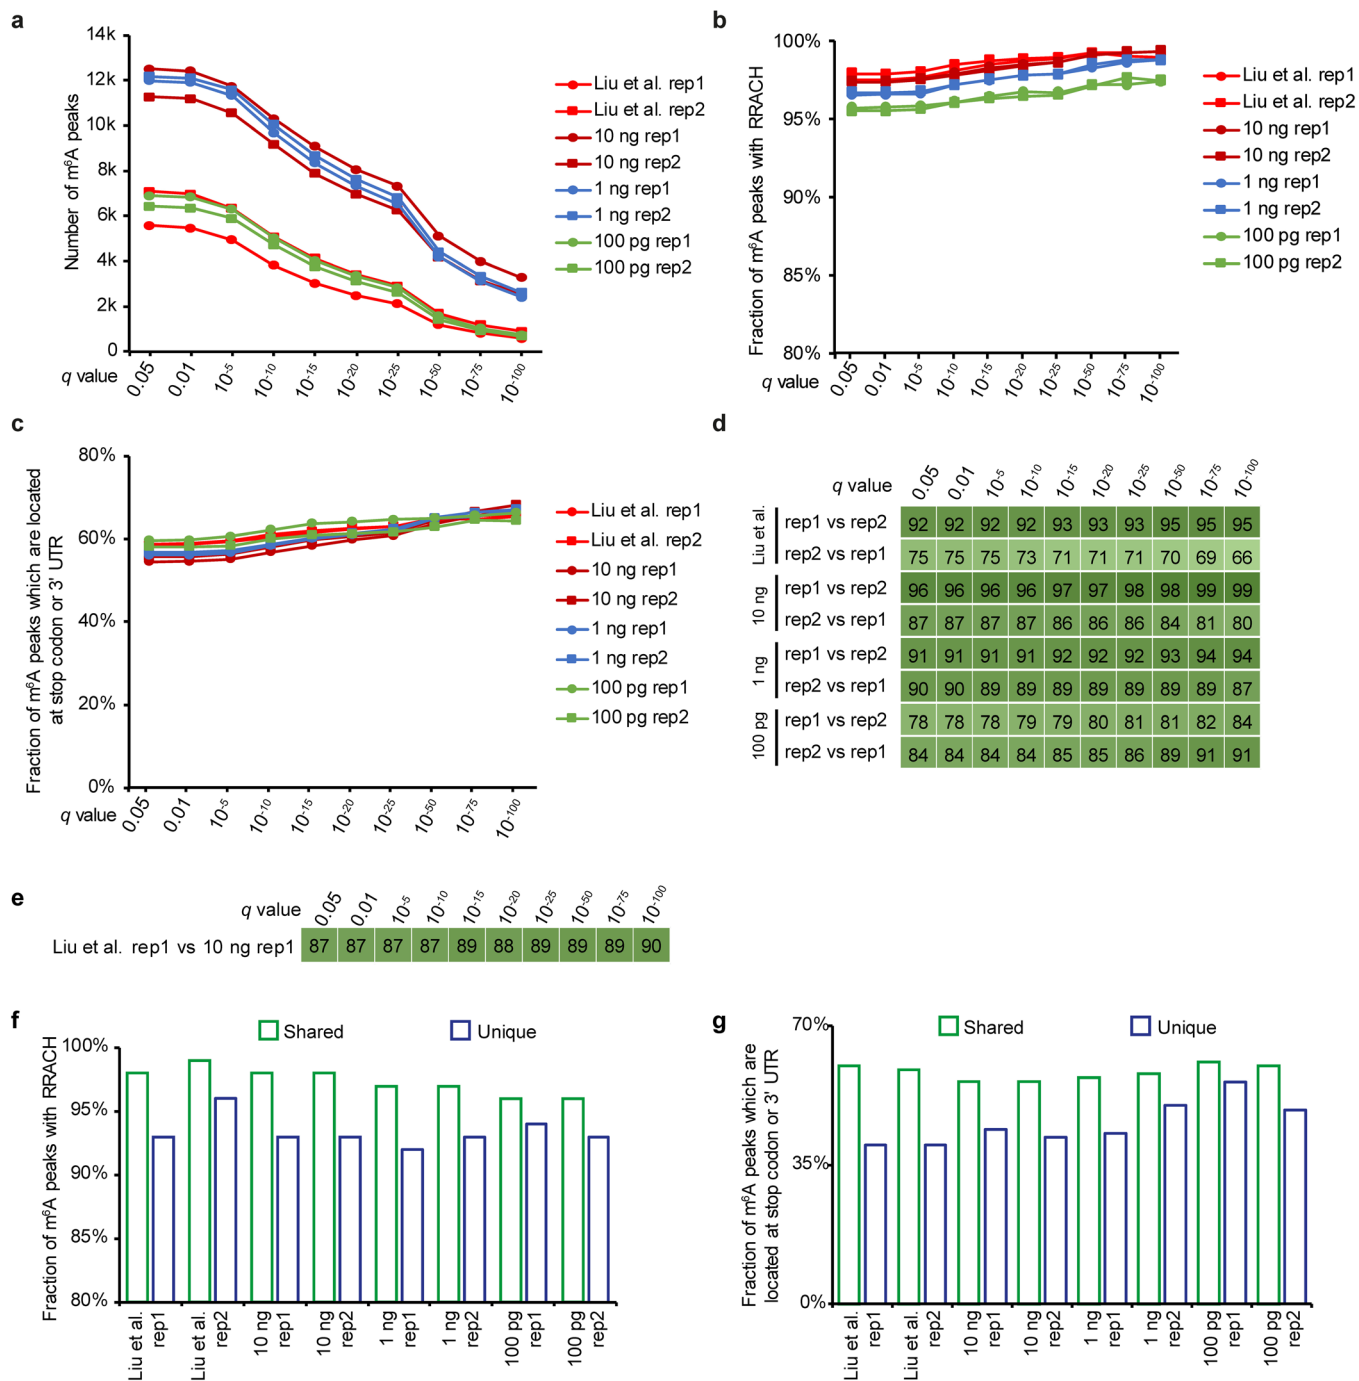 a
14k
12k
10k
8k
6k
4k
2k
0
Number of m⁶A peaks
q value
0.05 0.01 10⁻⁵ 10⁻¹⁰ 10⁻¹⁵ 10⁻²⁰ 10⁻²⁵ 10⁻⁵⁰ 10⁻⁷⁵ 10⁻¹⁰⁰
Liu et al. rep1
Liu et al. rep2
10 ng rep1
10 ng rep2
1 ng rep1
1 ng rep2
100 pg rep1
100 pg rep2
b
100%
95%
90%
85%
80%
Fraction of m⁶A peaks with RRACH
q value
0.05 0.01 10⁻⁵ 10⁻¹⁰ 10⁻¹⁵ 10⁻²⁰ 10⁻²⁵ 10⁻⁵⁰ 10⁻⁷⁵ 10⁻¹⁰⁰
Liu et al. rep1
Liu et al. rep2
10 ng rep1
10 ng rep2
1 ng rep1
1 ng rep2
100 pg rep1
100 pg rep2
c
80%
60%
40%
20%
0%
Fraction of m⁶A peaks which are located
at stop codon or 3' UTR
q value
0.05 0.01 10⁻⁵ 10⁻¹⁰ 10⁻¹⁵ 10⁻²⁰ 10⁻²⁵ 10⁻⁵⁰ 10⁻⁷⁵ 10⁻¹⁰⁰
Liu et al. rep1
Liu et al. rep2
10 ng rep1
10 ng rep2
1 ng rep1
1 ng rep2
100 pg rep1
100 pg rep2
d
q value 0.05 0.01 10⁻⁵ 10⁻¹⁰ 10⁻¹⁵ 10⁻²⁰ 10⁻²⁵ 10⁻⁵⁰ 10⁻⁷⁵ 10⁻¹⁰⁰
Liu et al.
rep1 vs rep2 92 92 92 92 93 93 93 95 95 95
rep2 vs rep1 75 75 75 73 71 71 71 70 69 66
10 ng
rep1 vs rep2 96 96 96 96 97 97 98 98 99 99
rep2 vs rep1 87 87 87 87 86 86 86 84 81 80
1 ng
rep1 vs rep2 91 91 91 91 92 92 92 93 94 94
rep2 vs rep1 90 90 89 89 89 89 89 89 89 87
100 pg
rep1 vs rep2 78 78 78 79 79 80 81 81 82 84
rep2 vs rep1 84 84 84 84 85 85 86 89 91 91
e
q value 0.05 0.01 10⁻⁵ 10⁻¹⁰ 10⁻¹⁵ 10⁻²⁰ 10⁻²⁵ 10⁻⁵⁰ 10⁻⁷⁵ 10⁻¹⁰⁰
Liu et al. rep1 vs 10 ng rep1 87 87 87 87 89 88 89 89 89 90
f
Shared Unique
100%
95%
90%
85%
80%
Fraction of m⁶A peaks with RRACH
Liu et al. rep1
Liu et al. rep2
10 ng rep1
10 ng rep2
1 ng rep1
1 ng rep2
100 pg rep1
100 pg rep2
g
Shared Unique
70%
35%
0%
Fraction of m⁶A peaks which are
located at stop codon or 3' UTR
Liu et al. rep1
Liu et al. rep2
10 ng rep1
10 ng rep2
1 ng rep1
1 ng rep2
100 pg rep1
100 pg rep2